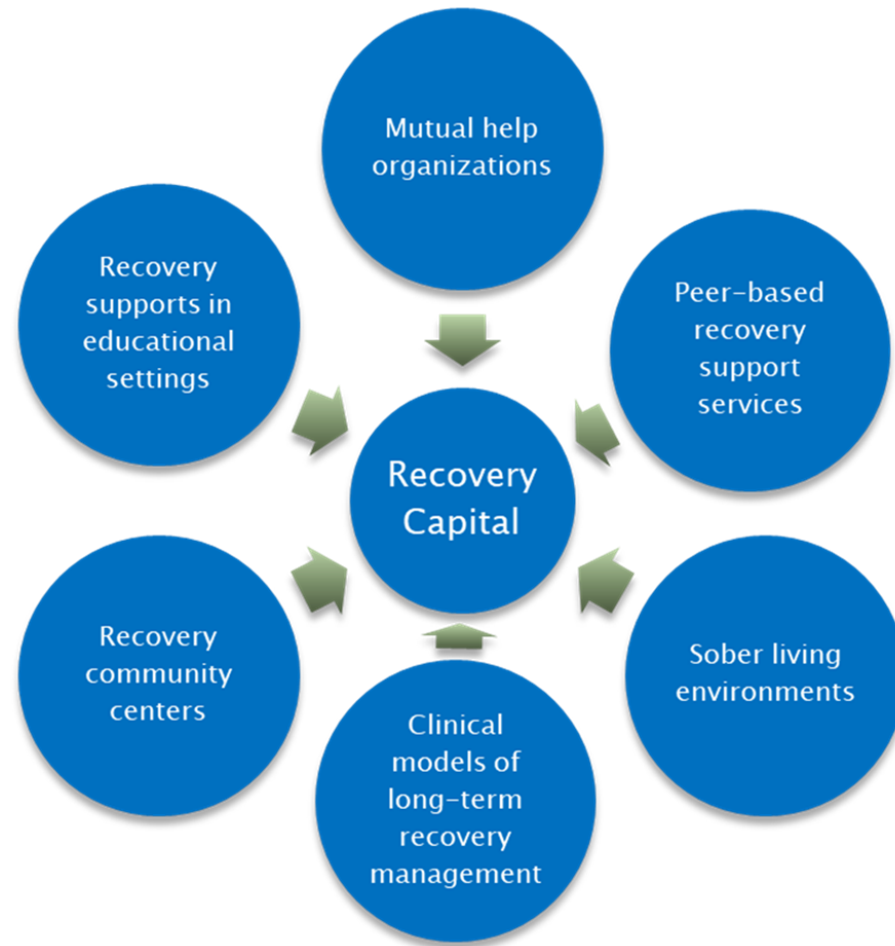 Mutual help
organizations
Peer-based
recovery
support
services
Sober living
environments
Clinical
models of
long-term
recovery
management
Recovery
community
centers
Recovery
supports in
educational
settings
Recovery
Capital